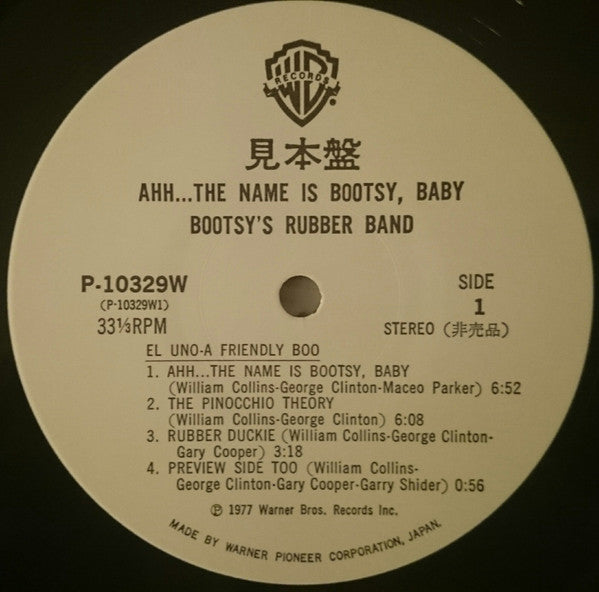 WB
RECORDS
見本盤
AHH...THE NAME IS BOOTSY, BABY
BOOTSY'S RUBBER BAND
P-10329W
(P-10329W1)
33⅓RPM
SIDE
1
STEREO (非売品)
EL UNO-A FRIENDLY BOO
1. AHH...THE NAME IS BOOTSY, BABY
(William Collins-George Clinton-Maceo Parker) 6:52
2. THE PINOCCHIO THEORY
(William Collins-George Clinton) 6:08
3. RUBBER DUCKIE (William Collins-George Clinton-
Gary Cooper) 3:18
4. PREVIEW SIDE TOO (William Collins-
George Clinton-Gary Cooper-Garry Shider) 0:56
Ⓟ 1977 Warner Bros. Records Inc.
MADE BY WARNER PIONEER CORPORATION, JAPAN.